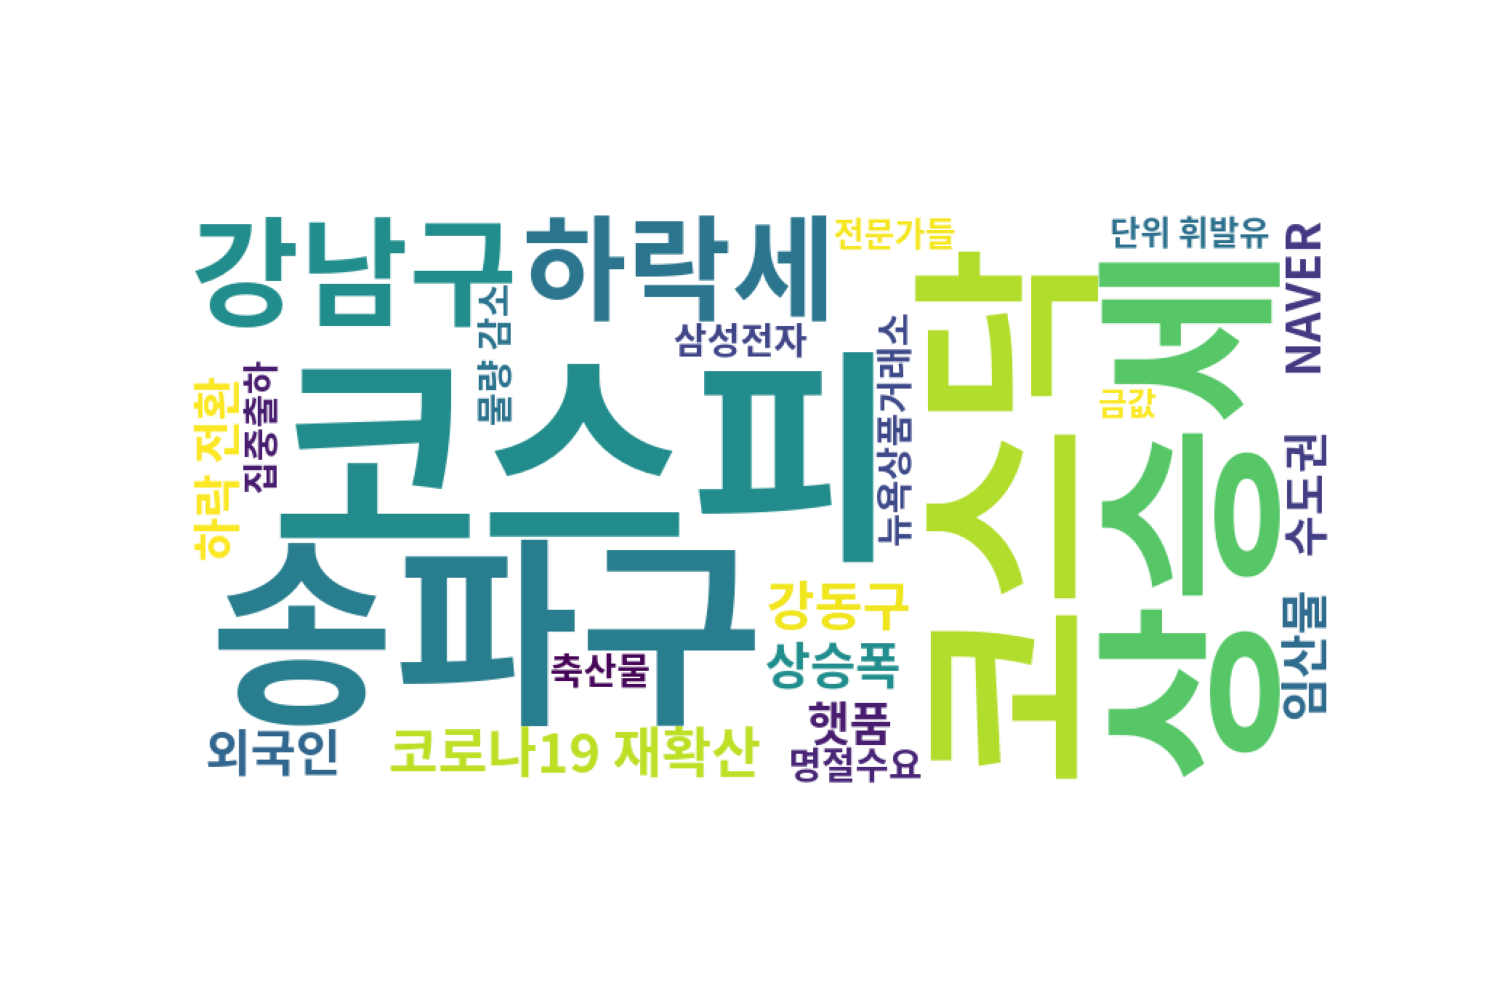 강남구
하락세
전문가들
단위 휘발유
NAVER
삼성전자
물량 감소
뉴욕상품거래소
코스닥
상승세
금값
하락 전환
집중출하
코스피
수도권
송파구
강동구
임산물
축산물
상승폭
햇품
외국인
코로나19 재확산
명절수요